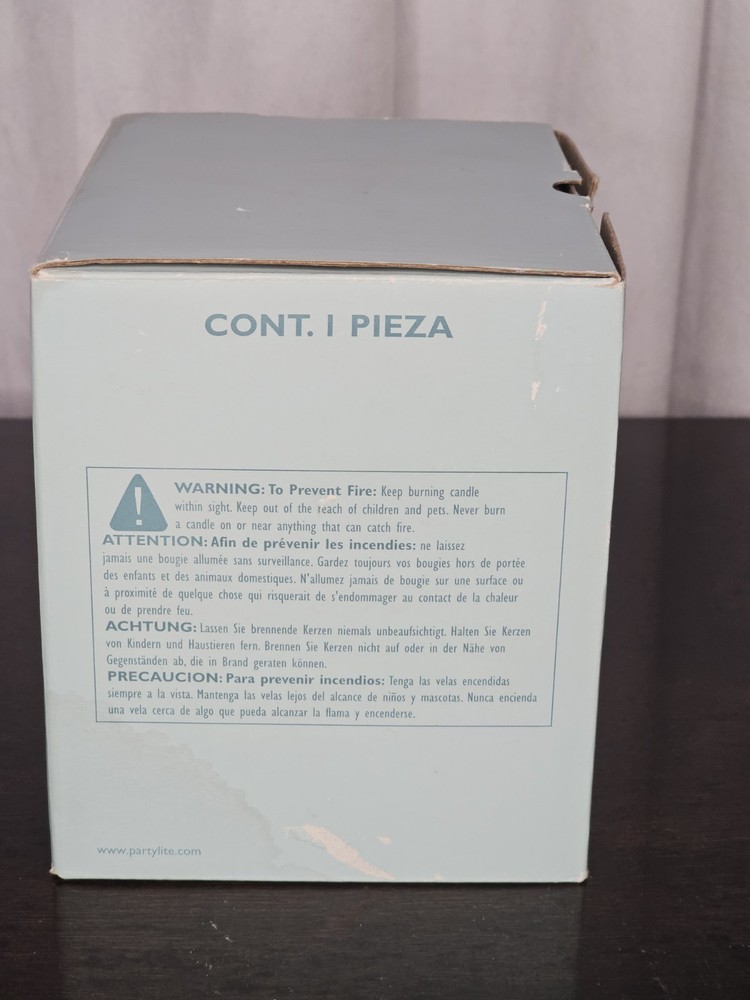 CONT. 1 PIEZA
WARNING: To Prevent Fire: Keep burning candle
within sight. Keep out of the reach of children and pets. Never burn
a candle on or near anything that can catch fire.
ATTENTION: Afin de prévenir les incendies: ne laissez
jamais une bougie allumée sans surveillance. Gardez toujours vos bougies hors de portée
des enfants et des animaux domestiques. N'allumez jamais de bougie sur une surface ou
à proximité de quelque chose qui risquerait de s'endommager au contact de la chaleur
ou de prendre feu.
ACHTUNG: Lassen Sie brennende Kerzen niemals unbeaufsichtigt. Halten Sie Kerzen
von Kindern und Haustieren fern. Brennen Sie Kerzen nicht auf oder in der Nähe von
Gegenständen ab, die in Brand geraten können.
PRECAUCION: Para prevenir incendios: Tenga las velas encendidas
siempre a la vista. Mantenga las velas lejos del alcance de niños y mascotas. Nunca encienda
una vela cerca de algo que pueda alcanzar la flama y encenderse.
www.partylite.com